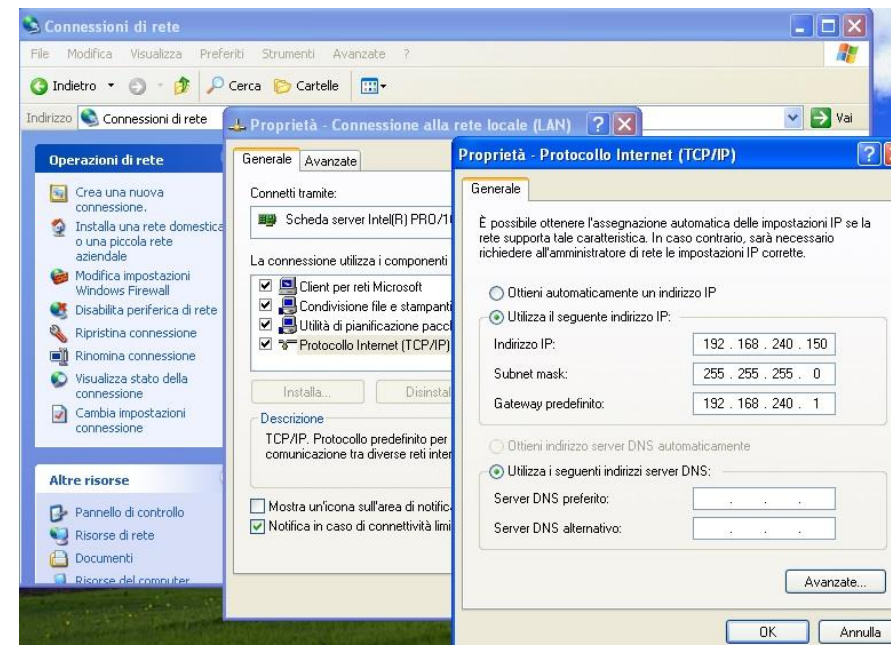 Connessioni di rete
File Modifica Visualizza Preferiti Strumenti Avanzate ?
Indietro Cerca Cartelle
Indirizzo Connessioni di rete Vai
Operazioni di rete
Crea una nuova
connessione.
Installa una rete domestica
o una piccola rete
aziendale
Modifica impostazioni
Windows Firewall
Disabilita periferica di rete
Ripristina connessione
Rinomina connessione
Visualizza stato della
connessione
Cambia impostazioni
connessione
Altre risorse
Pannello di controllo
Risorse di rete
Documenti
Risorse del computer
Proprietà - Connessione alla rete locale (LAN)
Generale Avanzate
Connetti tramite:
Scheda server Intel(R) PRO/10
La connessione utilizza i componenti
Client per reti Microsoft
Condivisione file e stampanti
Utilità di pianificazione
Protocollo Internet (TCP/IP)
Installa... Disinstal
Descrizione
TCP/IP. Protocollo predefinito per
comunicazione tra diverse reti inter
Mostra un'icona sull'area di notific
Notifica in caso di connettività limi
Proprietà - Protocollo Internet (TCP/IP)
Generale
È possibile ottenere l'assegnazione automatica delle impostazioni IP se la
rete supporta tale caratteristica. In caso contrario, sarà necessario
richiedere all'amministratore di rete le impostazioni IP corrette.
Ottieni automaticamente un indirizzo IP
Utilizza il seguente indirizzo IP:
Indirizzo IP: 192 . 168 . 240 . 150
Subnet mask: 255 . 255 . 255 . 0
Gateway predefinito: 192 . 168 . 240 . 1
Ottieni indirizzo server DNS automaticamente
Utilizza i seguenti indirizzi server DNS:
Server DNS preferito: . . .
Server DNS alternativo: . . .
Avanzate...
OK Annulla